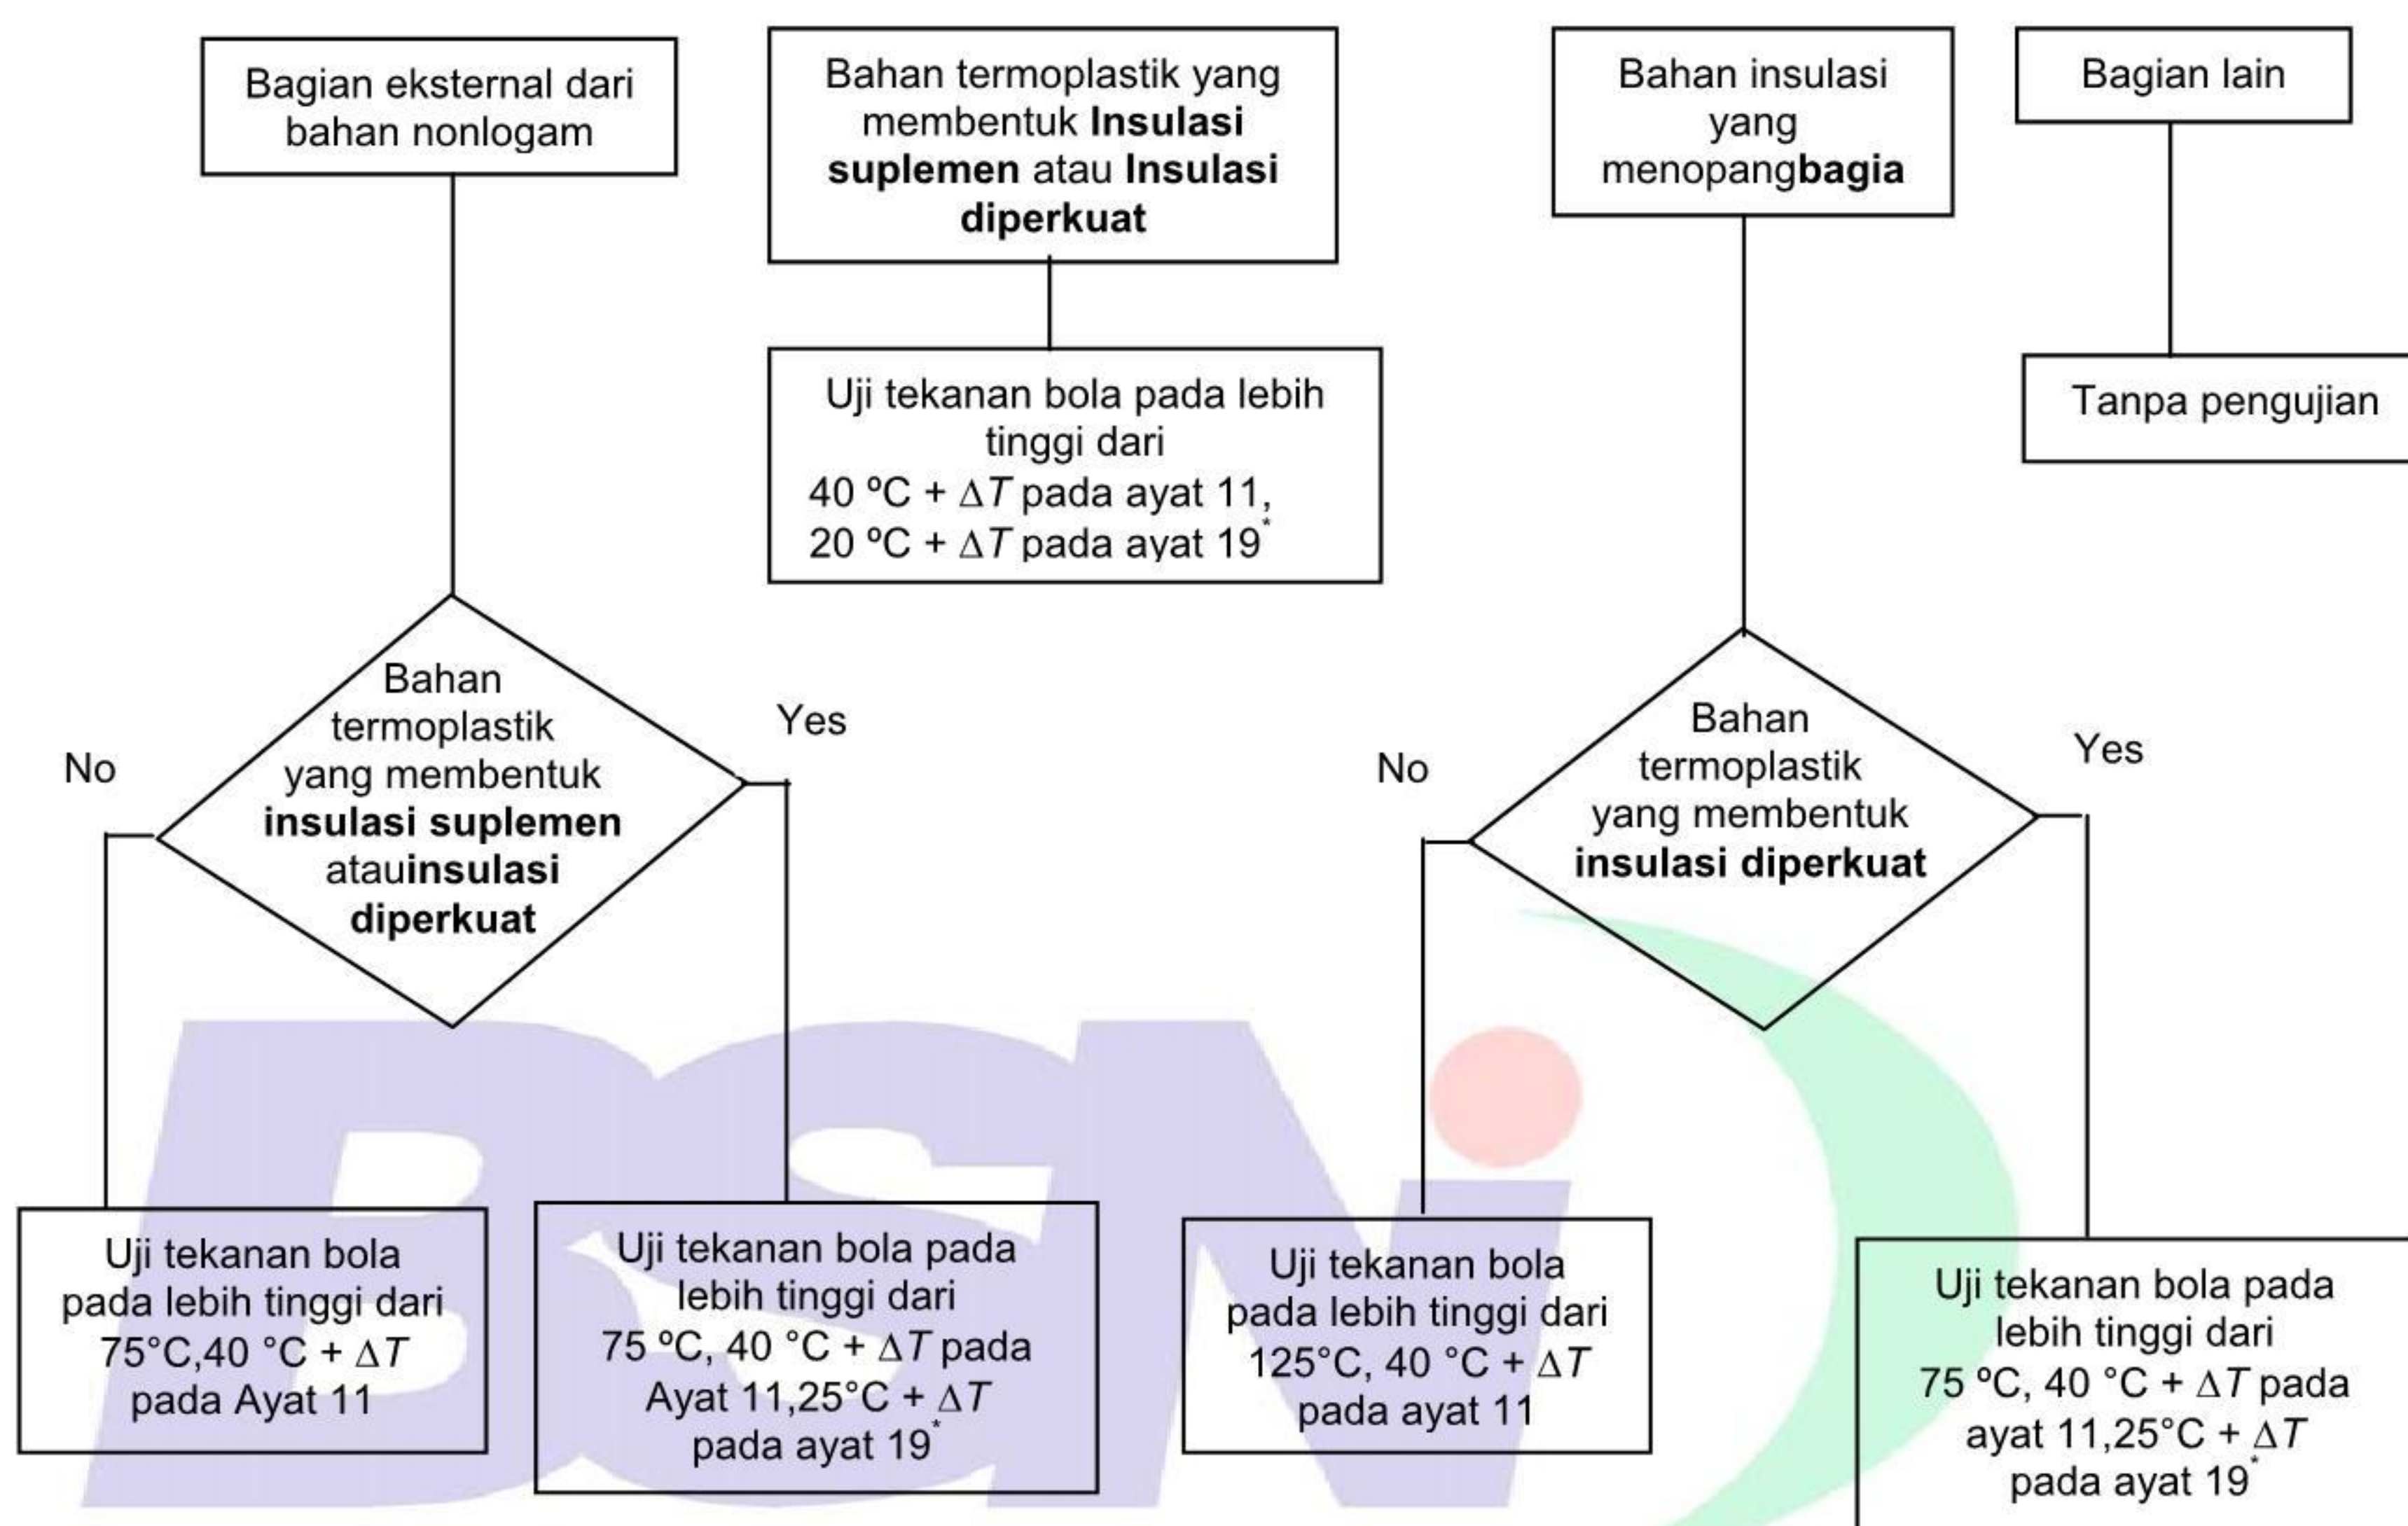 Bagian eksternal dari
bahan nonlogam
Bahan termoplastik yang
membentuk Insulasi
suplemen atau Insulasi
diperkuat
Bahan insulasi
yang
menopangbagia
Bagian lain
Uji tekanan bola pada lebih
tinggi dari
40 ºC + ΔT pada ayat 11,
20 ºC + ΔT pada ayat 19*
Tanpa pengujian
Bahan
termoplastik
yang membentuk
insulasi suplemen
atauinsulasi
diperkuat
No
Yes
Bahan
termoplastik
yang membentuk
insulasi diperkuat
No
Yes
Uji tekanan bola
pada lebih tinggi dari
75°C,40 °C + ΔT
pada Ayat 11
Uji tekanan bola pada
lebih tinggi dari
75 ºC, 40 °C + ΔT pada
Ayat 11,25°C + ΔT
pada ayat 19*
Uji tekanan bola
pada lebih tinggi dari
125°C, 40 °C + ΔT
pada ayat 11
Uji tekanan bola pada
lebih tinggi dari
75 ºC, 40 °C + ΔT pada
ayat 11,25°C + ΔT
pada ayat 19*
BSNi